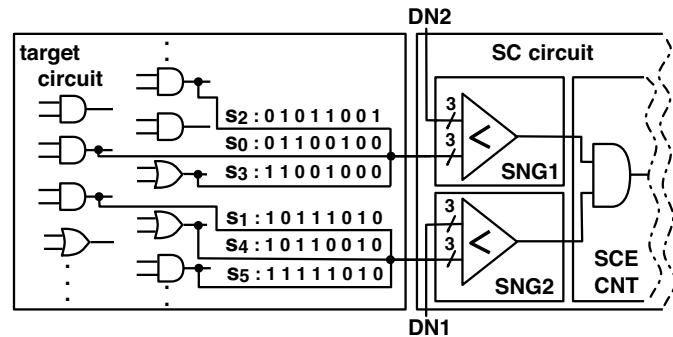 DN2
target
circuit
SC circuit
S2 : 0 1 0 1 1 0 0 1
S0 : 0 1 1 0 0 1 0 0
S3 : 1 1 0 0 1 0 0 0
3
3
<
SNG1
S1 : 1 0 1 1 1 0 1 0
S4 : 1 0 1 1 0 0 1 0
S5 : 1 1 1 1 1 0 1 0
3
3
<
SNG2
SCE
CNT
DN1